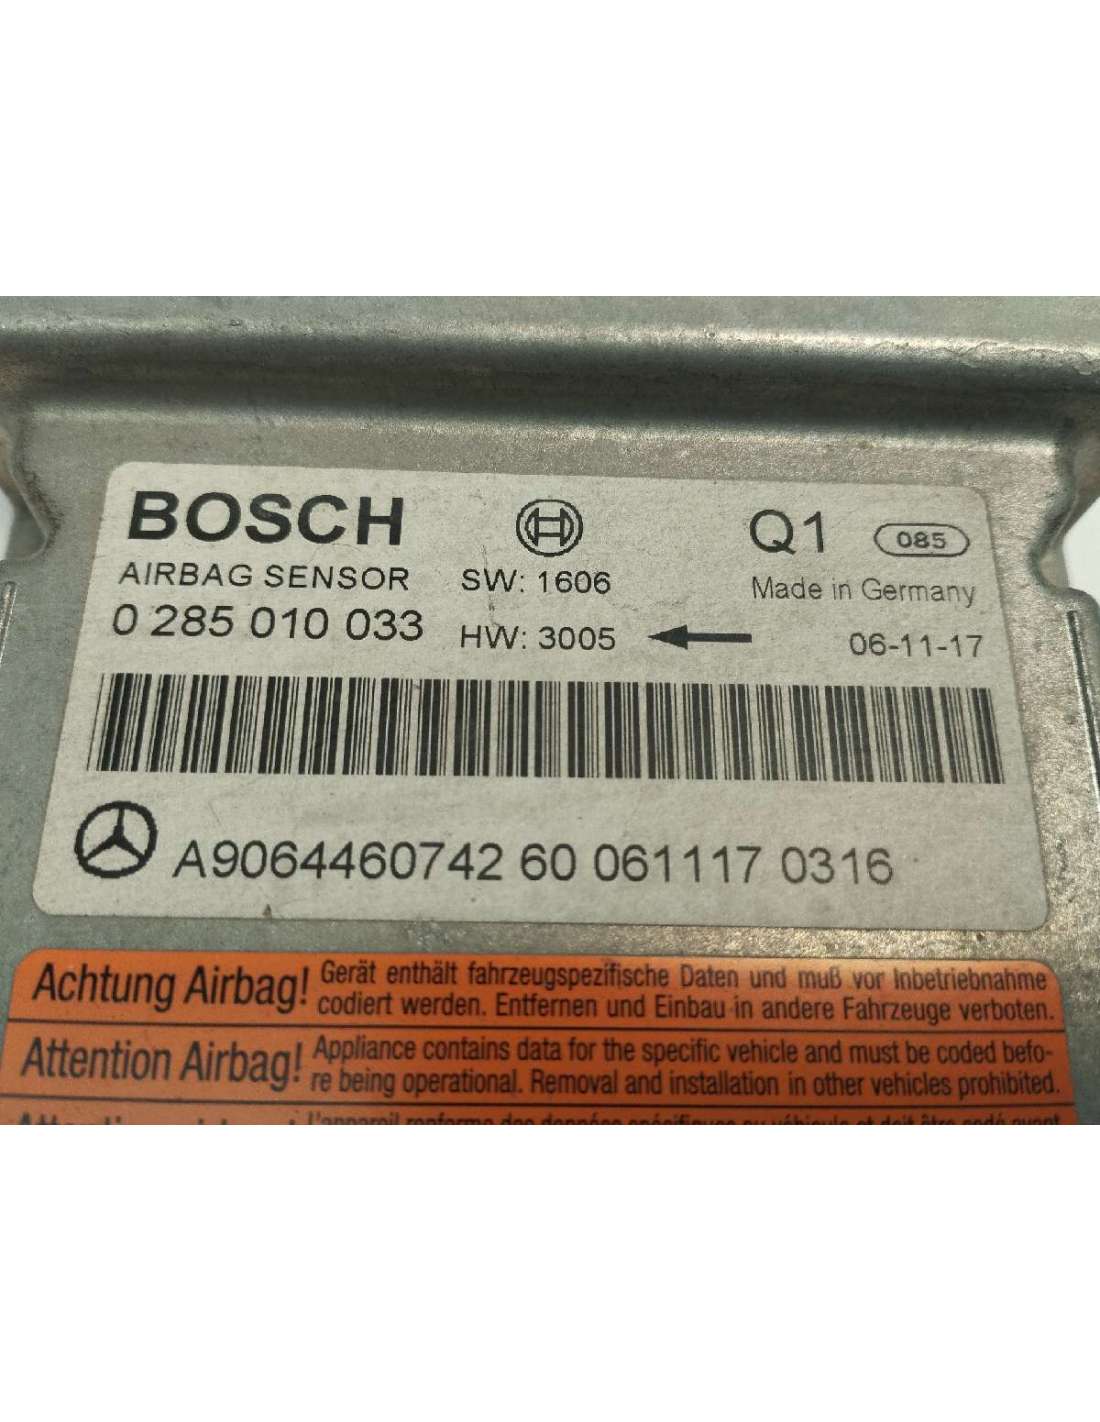 BOSCH
Q1 085
AIRBAG SENSOR SW: 1606 Made in Germany
0 285 010 033 HW: 3005 06-11-17
A9064460742 60 061117 0316
Achtung Airbag! Gerät enthält fahrzeugspezifische Daten und muß vor Inbetriebnahme
codiert werden. Entfernen und Einbau in andere Fahrzeuge verboten.
Attention Airbag! Appliance contains data for the specific vehicle and must be coded befo-
re being operational. Removal and installation in other vehicles prohibited.